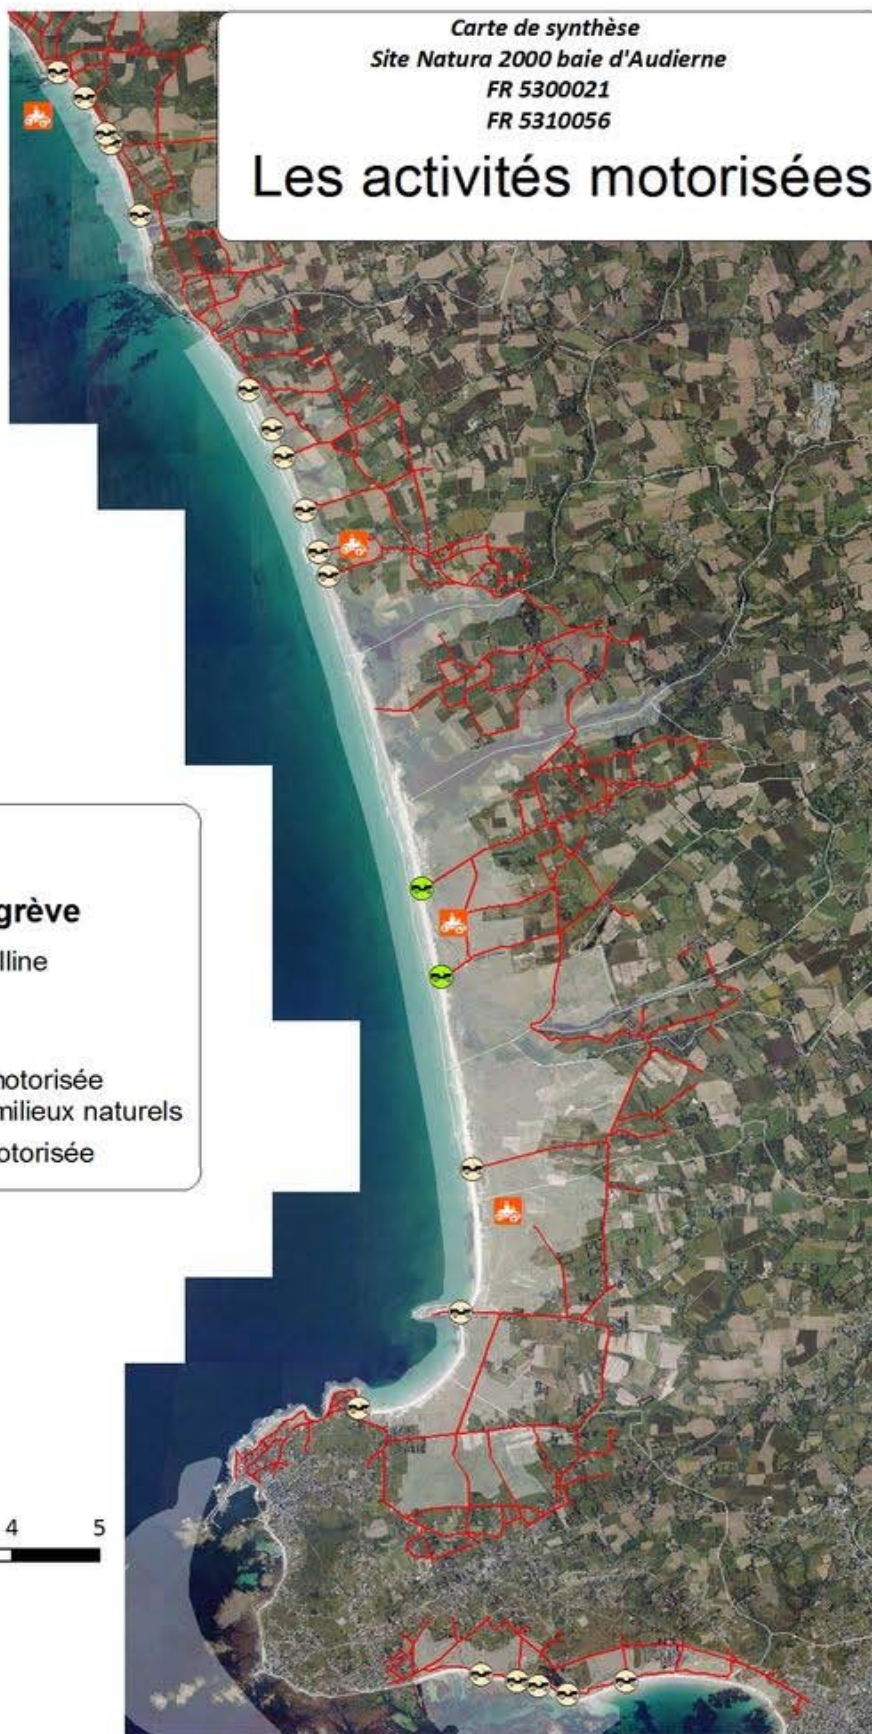 Carte de synthèse
Site Natura 2000 baie d'Audierne
FR 5300021
FR 5310056
Les activités motorisées
grève
lline
notorisée
milieux naturels
otorisée
4 5